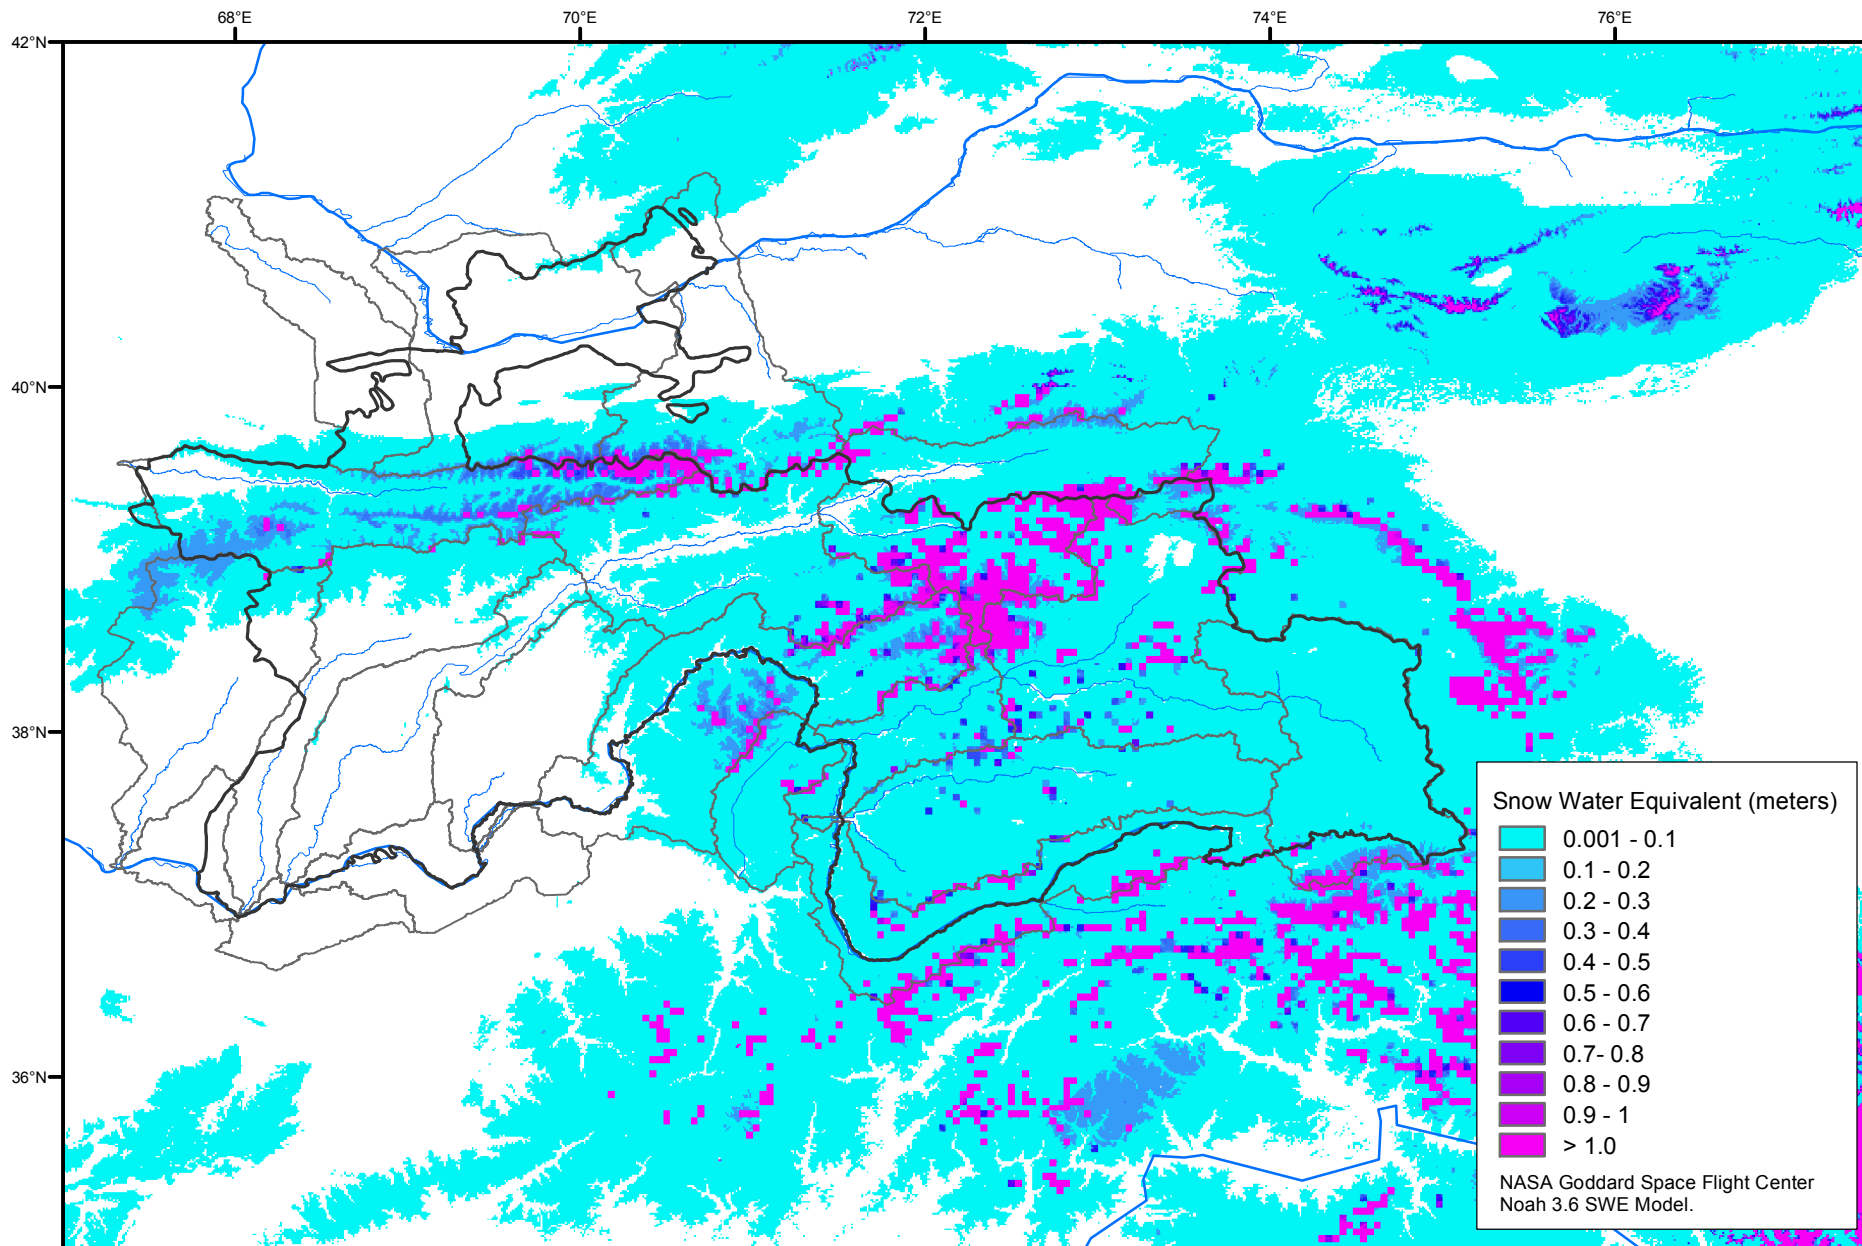 68°E
70°E
72°E
74°E
76°E
42°N
40°N
38°N
36°N
Snow Water Equivalent (meters)
0.001 - 0.1
0.1 - 0.2
0.2 - 0.3
0.3 - 0.4
0.4 - 0.5
0.5 - 0.6
0.6 - 0.7
0.7- 0.8
0.8 - 0.9
0.9 - 1
> 1.0
NASA Goddard Space Flight Center
Noah 3.6 SWE Model.